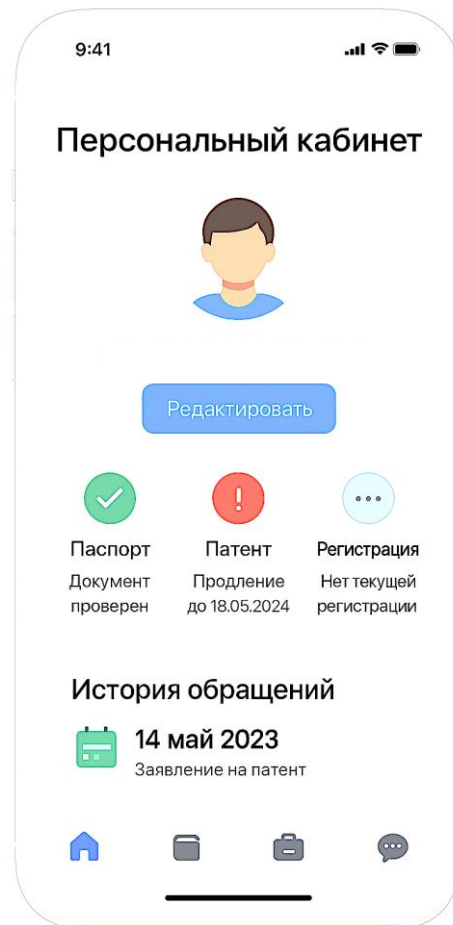 9:41
Персональный кабинет
Редактировать
Паспорт
Патент
Регистрация
Документ
проверен
Продление
до 18.05.2024
Нет текущей
регистрации
История обращений
14 май 2023
Заявление на патент